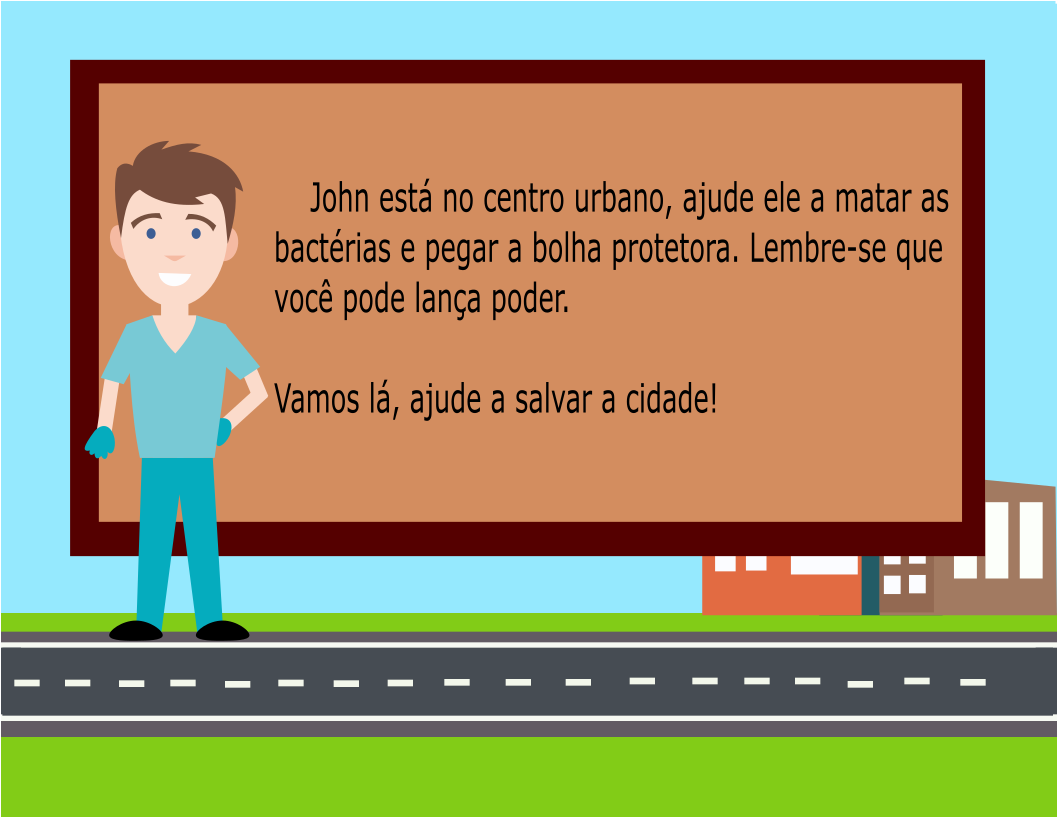 John está no centro urbano, ajude ele a matar as
bactérias e pegar a bolha protetora. Lembre-se que
você pode lança poder.
Vamos lá, ajude a salvar a cidade!